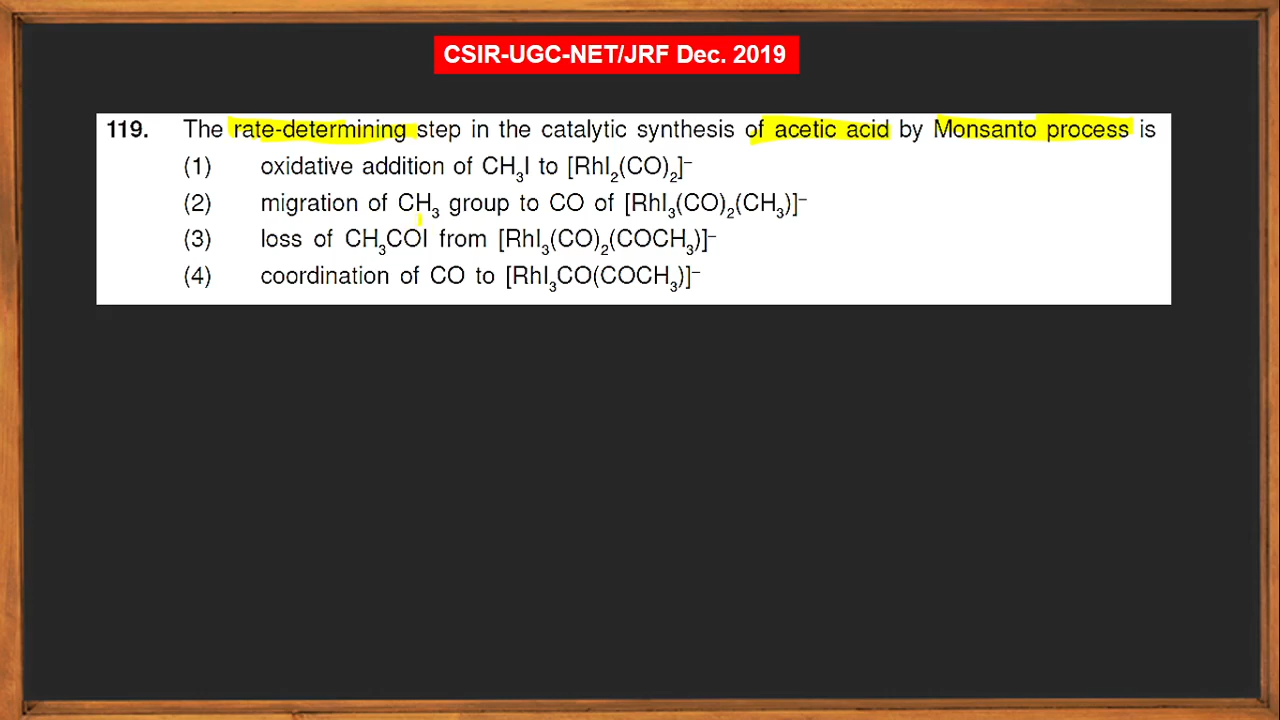 CSIR-UGC-NET/JRF Dec. 2019
119. The rate-determining step in the catalytic synthesis of acetic acid by Monsanto process is
(1) oxidative addition of CH₃I to [RhI₂(CO)₂]⁻
(2) migration of CH₃ group to CO of [RhI₃(CO)₂(CH₃)]⁻
(3) loss of CH₃COI from [RhI₃(CO)₂(COCH₃)]⁻
(4) coordination of CO to [RhI₃CO(COCH₃)]⁻